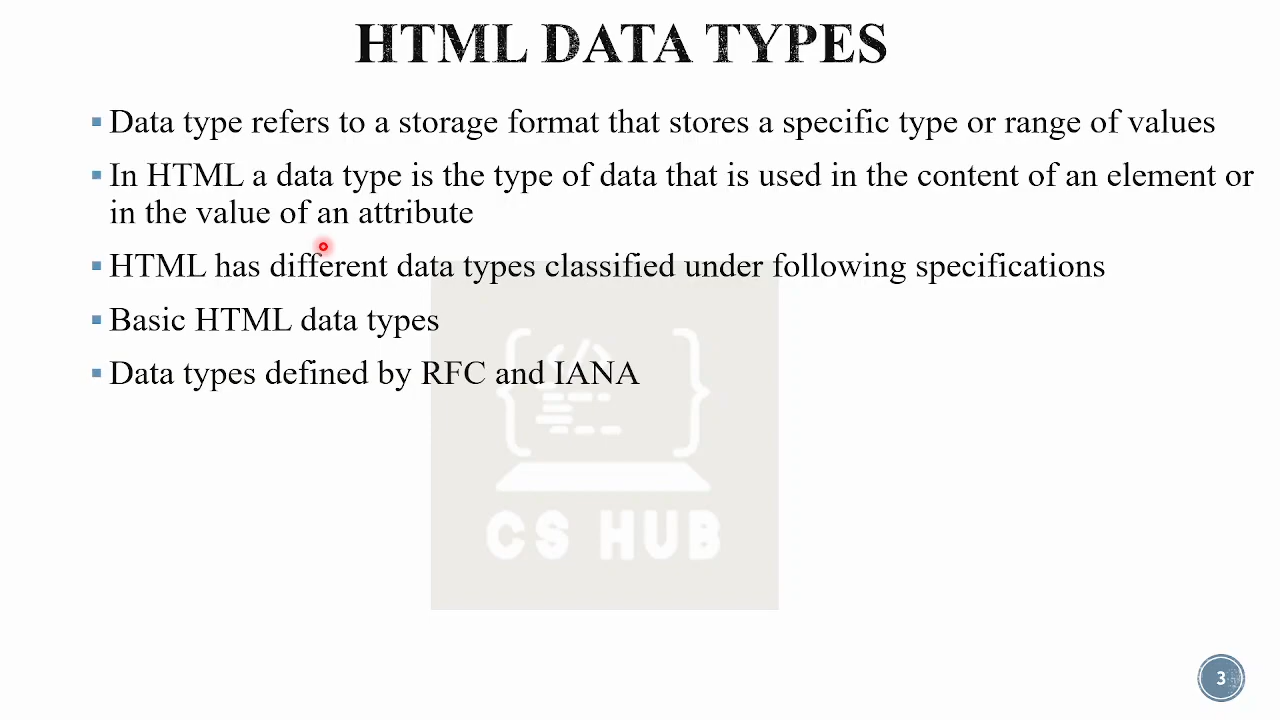 HTML DATA TYPES
Data type refers to a storage format that stores a specific type or range of values
In HTML a data type is the type of data that is used in the content of an element or
in the value of an attribute
HTML has different data types classified under following specifications
Basic HTML data types
Data types defined by RFC and IANA
CS HUB
3